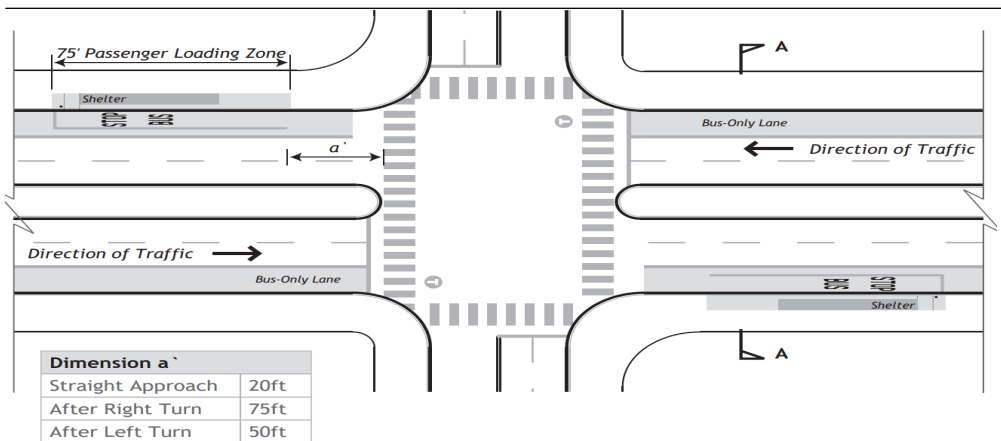 75' Passenger Loading Zone
A
Shelter
STOP
BUS
Bus-Only Lane
T
a`
Direction of Traffic
Direction of Traffic
Bus-Only Lane
T
BUS
STOP
Shelter
A
Dimension a`
Straight Approach 20ft
After Right Turn 75ft
After Left Turn 50ft